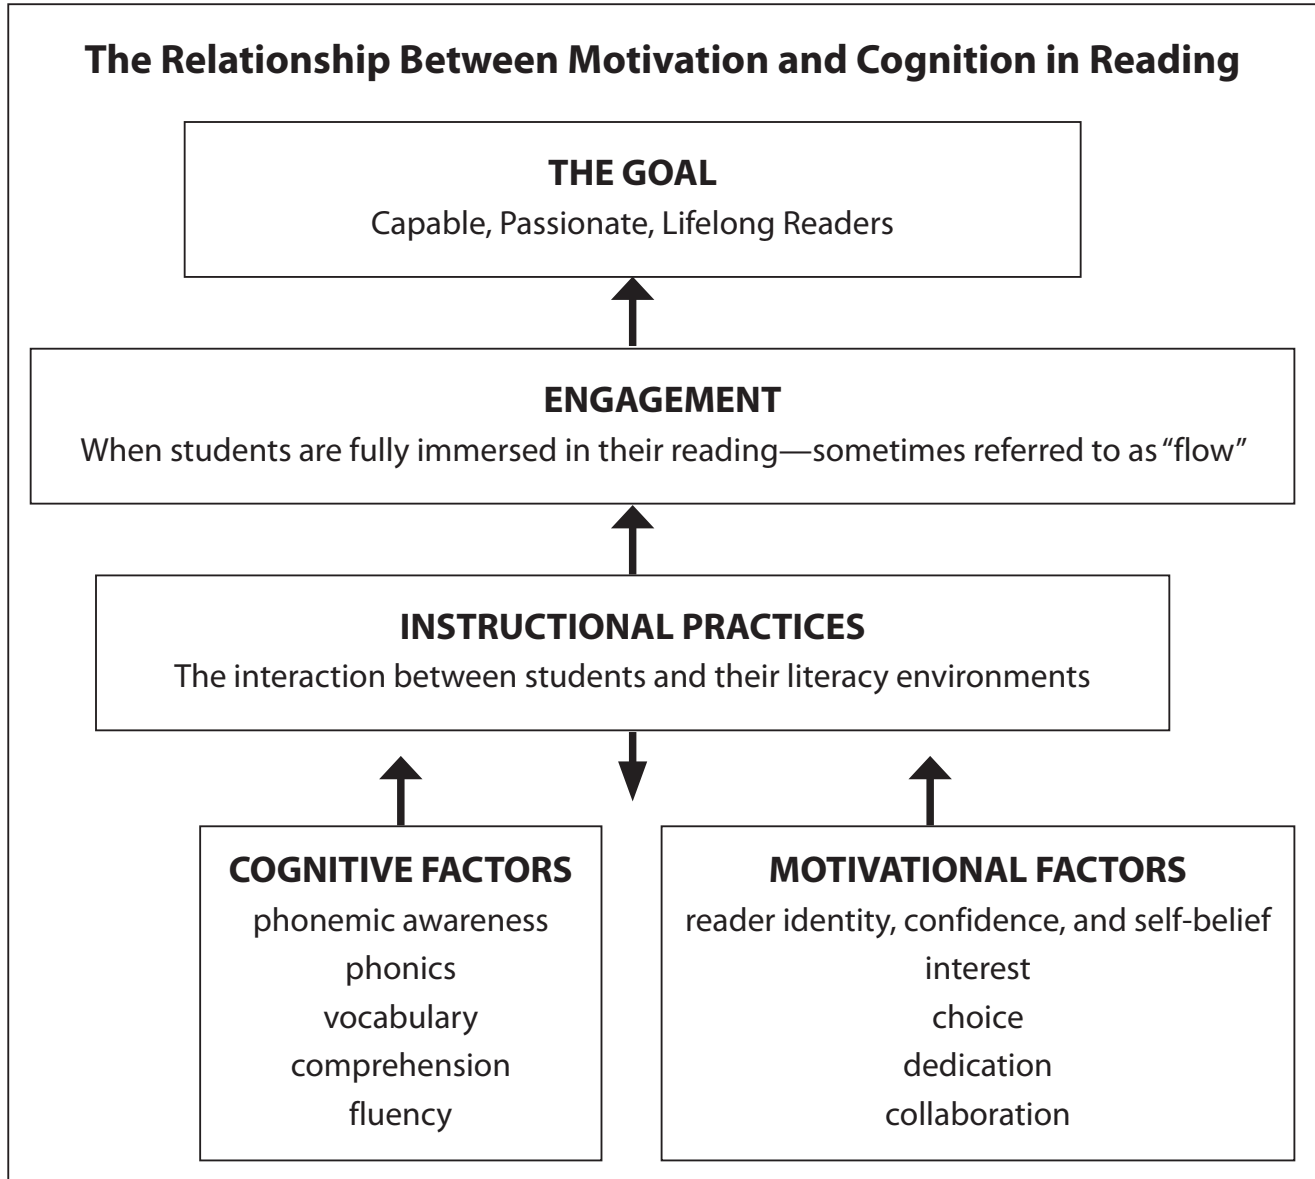 The Relationship Between Motivation and Cognition in Reading
THE GOAL
Capable, Passionate, Lifelong Readers
ENGAGEMENT
When students are fully immersed in their reading—sometimes referred to as “flow”
INSTRUCTIONAL PRACTICES
The interaction between students and their literacy environments
COGNITIVE FACTORS
phonemic awareness
phonics
vocabulary
comprehension
fluency
MOTIVATIONAL FACTORS
reader identity, confidence, and self-belief
interest
choice
dedication
collaboration